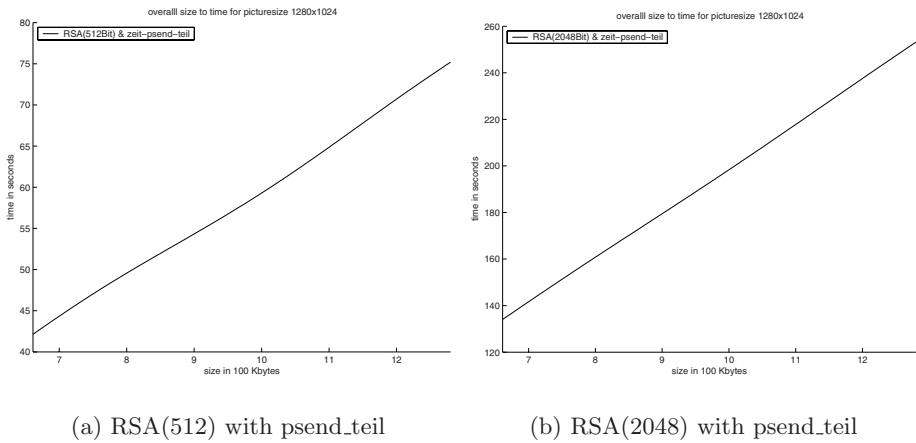 overalll size to time for picturesize 1280x1024
RSA(512Bit) & zeit-psend-teil
80
75
70
65
60
55
50
45
40
time in seconds
7 8 9 10 11 12
size in 100 Kbytes
(a) RSA(512) with psend_teil
overalll size to time for picturesize 1280x1024
RSA(2048Bit) & zeit-psend-teil
260
240
220
200
180
160
140
120
time in seconds
7 8 9 10 11 12
size in 100 Kbytes
(b) RSA(2048) with psend_teil